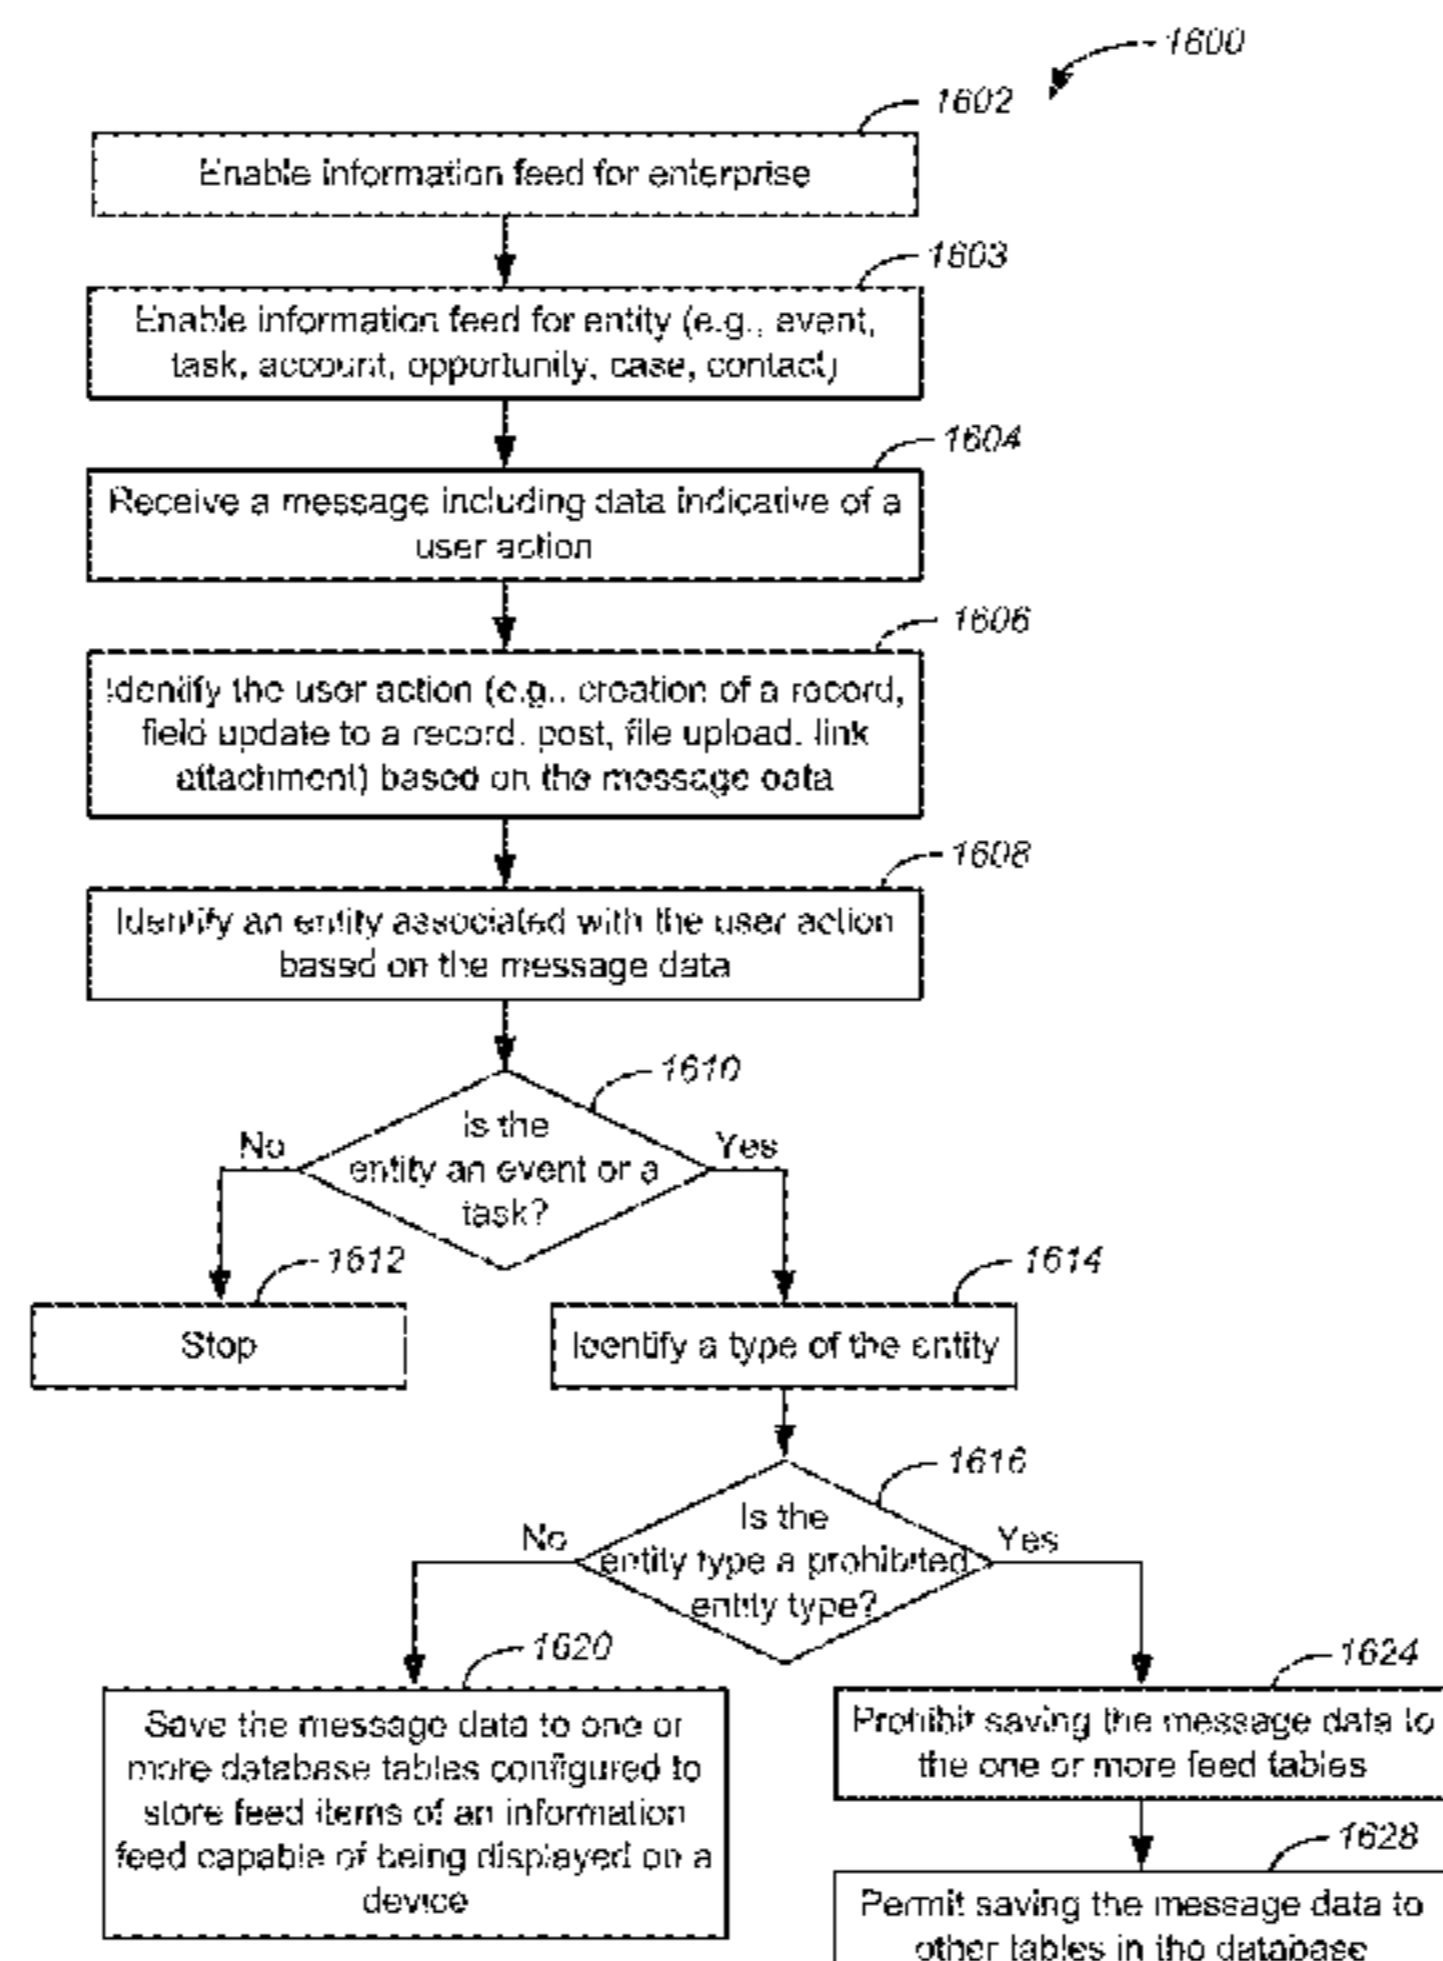 1600
1602
Enable information feed for enterprise
1603
Enable information feed for entity (e.g., event,
task, account, opportunity, case, contact)
1604
Receive a message including data indicative of a
user action
1606
Identify the user action (e.g., creation of a record,
field update to a record, post, file upload, link
attachment) based on the message data
1608
Identify an entity associated with the user action
based on the message data
1610
Is the
entity an event or a
task?
No
Yes
1612
Stop
1614
Identify a type of the entity
1616
Is the
entity type a prohibited
entity type?
No
Yes
1620
Save the message data to one or
more database tables configured to
store feed items of an information
feed capable of being displayed on a
device
1624
Prohibit saving the message data to
the one or more feed tables
1628
Permit saving the message data to
other tables in the database